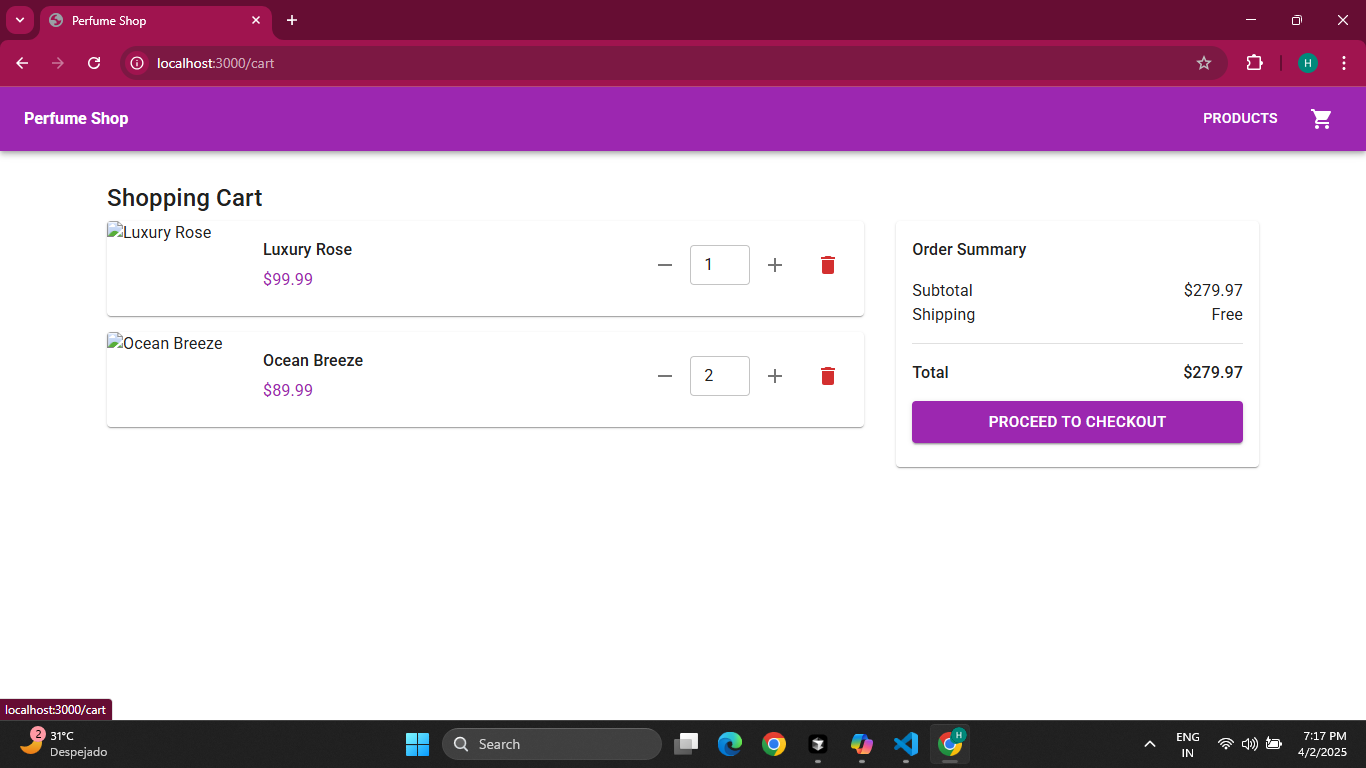 Perfume Shop
localhost:3000/cart
H
Perfume Shop
PRODUCTS
Shopping Cart
Luxury Rose
Luxury Rose
$99.99
1
Ocean Breeze
Ocean Breeze
$89.99
2
Order Summary
Subtotal $279.97
Shipping Free
Total $279.97
PROCEED TO CHECKOUT
localhost:3000/cart
2
31°C
Despejado
Search
H
ENG
IN
7:17 PM
4/2/2025